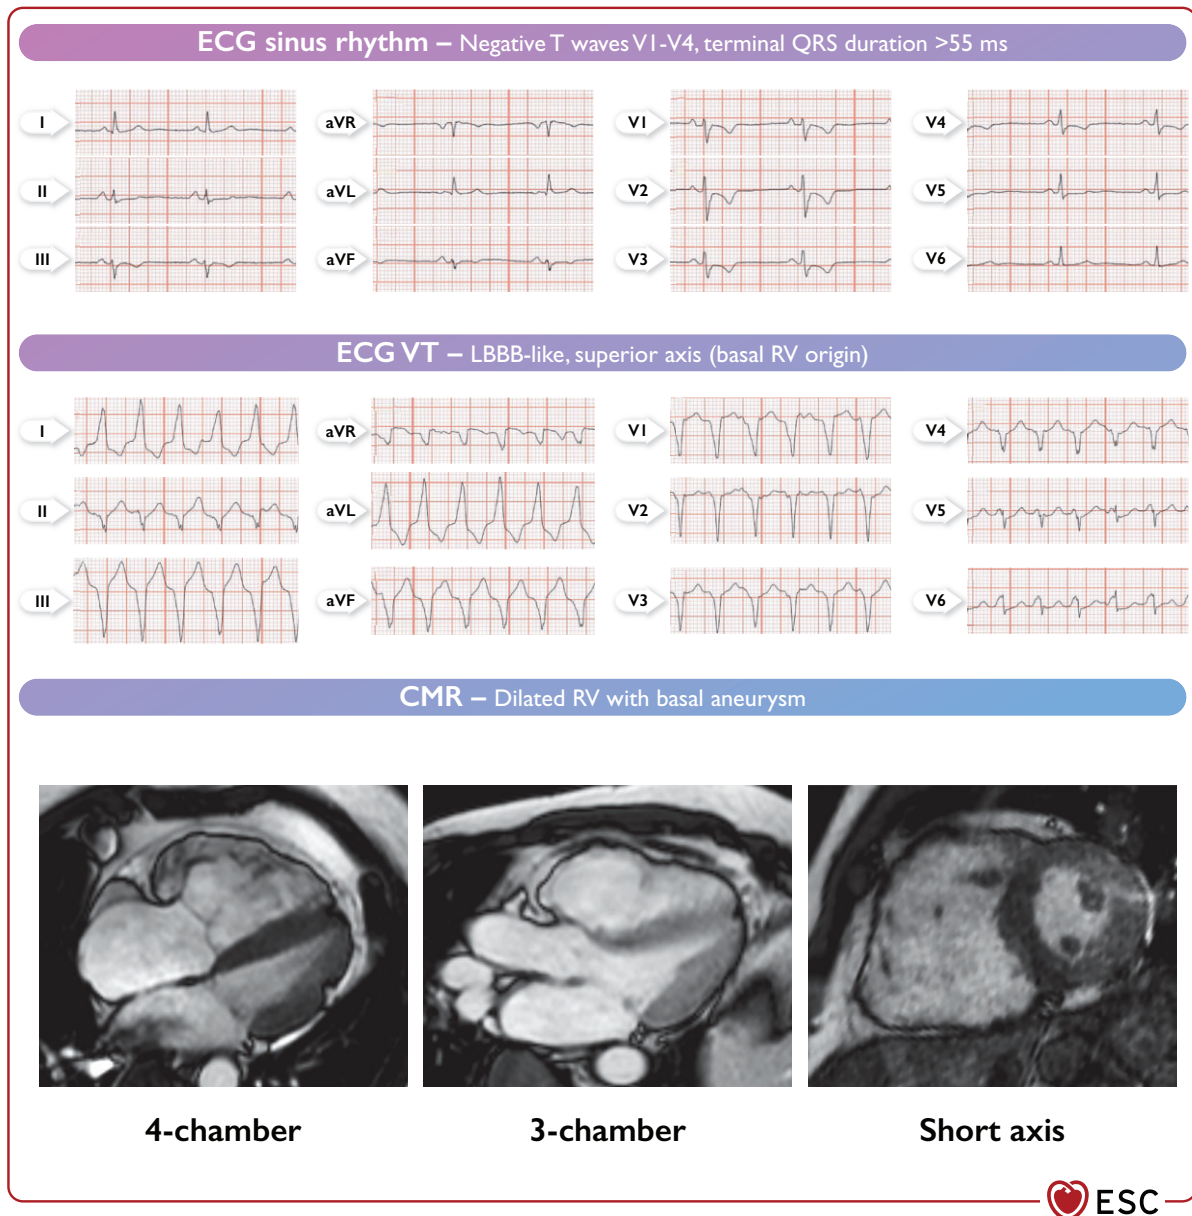 ECG sinus rhythm – Negative T waves V1-V4, terminal QRS duration >55 ms
I
aVR
V1
V4
II
aVL
V2
V5
III
aVF
V3
V6
ECG VT – LBBB-like, superior axis (basal RV origin)
I
aVR
V1
V4
II
aVL
V2
V5
III
aVF
V3
V6
CMR – Dilated RV with basal aneurysm
4-chamber
3-chamber
Short axis
ESC